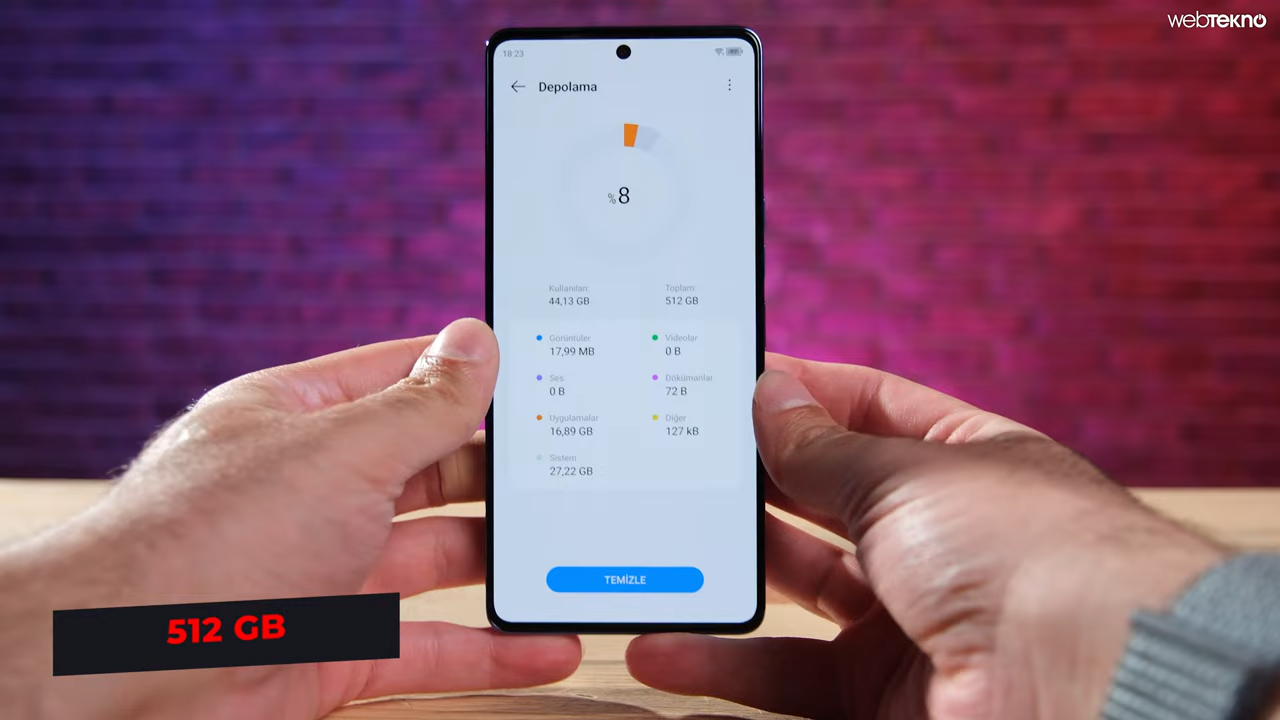 webTEKNO
18:23
Depolama
%8
Kullanılan:
44,13 GB
Toplam:
512 GB
Görüntüler
17,99 MB
Videolar
0 B
Ses
0 B
Dökümanlar
72 B
Uygulamalar
16,89 GB
Diğer
127 kB
Sistem
27,22 GB
TEMİZLE
512 GB